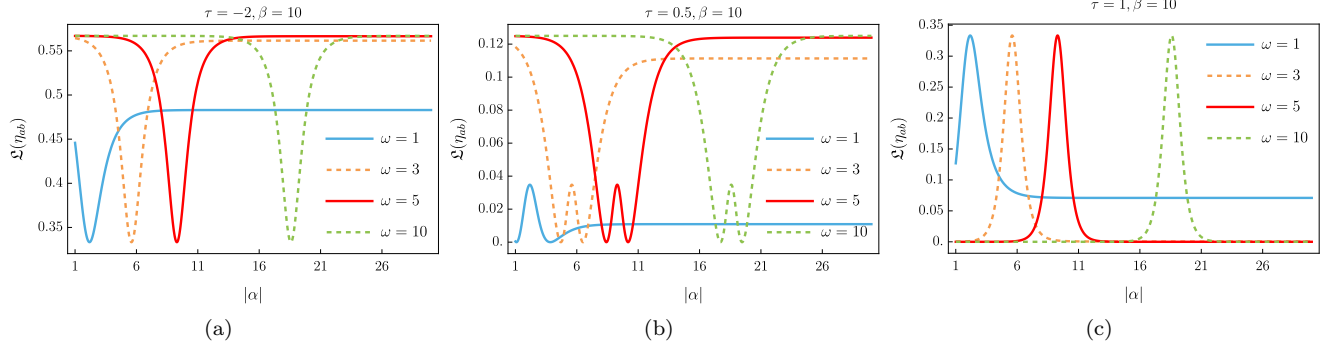 τ = −2, β = 10
0.55
0.5
0.45
0.4
0.35
𝔏(η_ab)
ω = 1
ω = 3
ω = 5
ω = 10
1 6 11 16 21 26
|α|
(a)
τ = 0.5, β = 10
0.12
0.1
0.08
0.06
0.04
0.02
0.
𝔏(η_ab)
ω = 1
ω = 3
ω = 5
ω = 10
1 6 11 16 21 26
|α|
(b)
τ = 1, β = 10
0.35
0.3
0.25
0.2
0.15
0.1
0.05
0.
𝔏(η_ab)
ω = 1
ω = 3
ω = 5
ω = 10
1 6 11 16 21 26
|α|
(c)